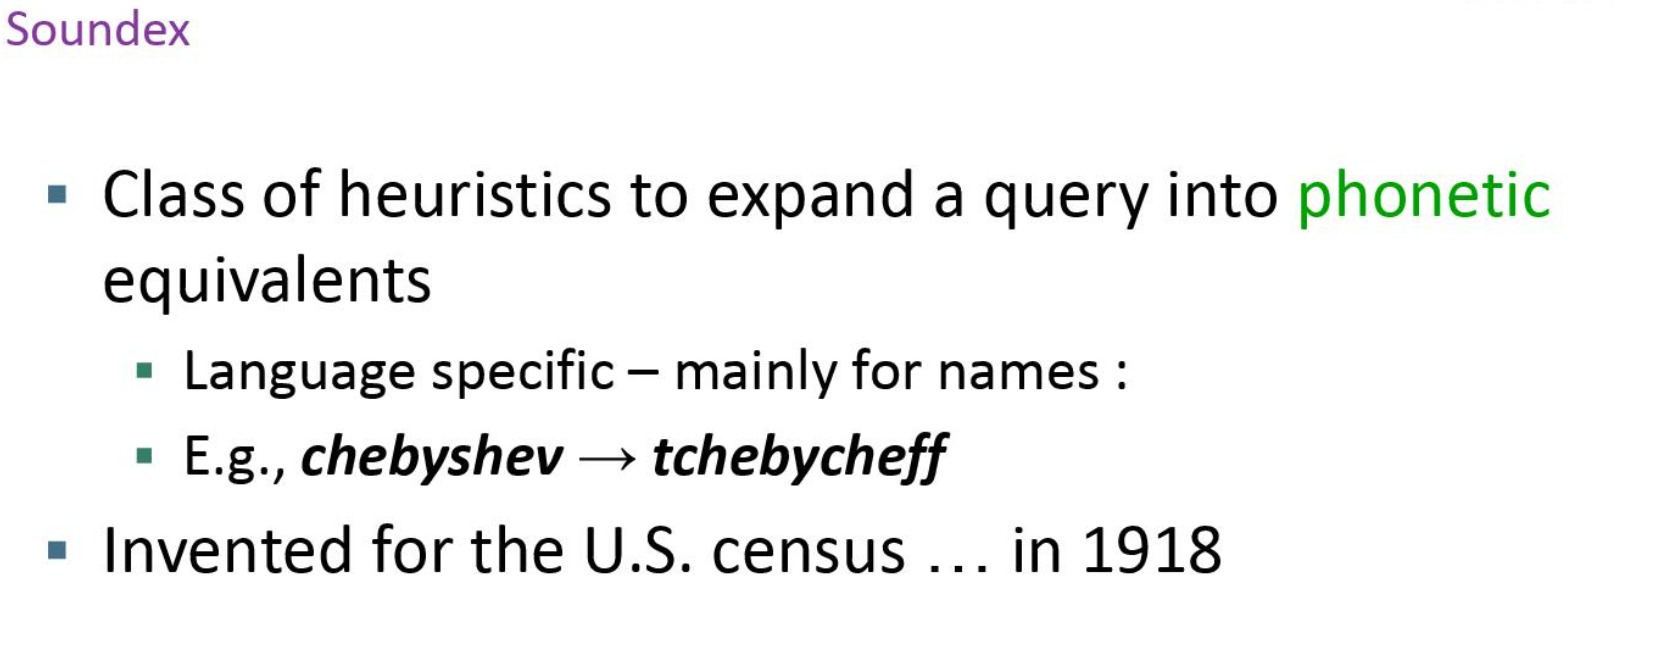 Soundex
▪ Class of heuristics to expand a query into phonetic
equivalents
▪ Language specific – mainly for names :
▪ E.g., chebyshev → tchebycheff
▪ Invented for the U.S. census … in 1918